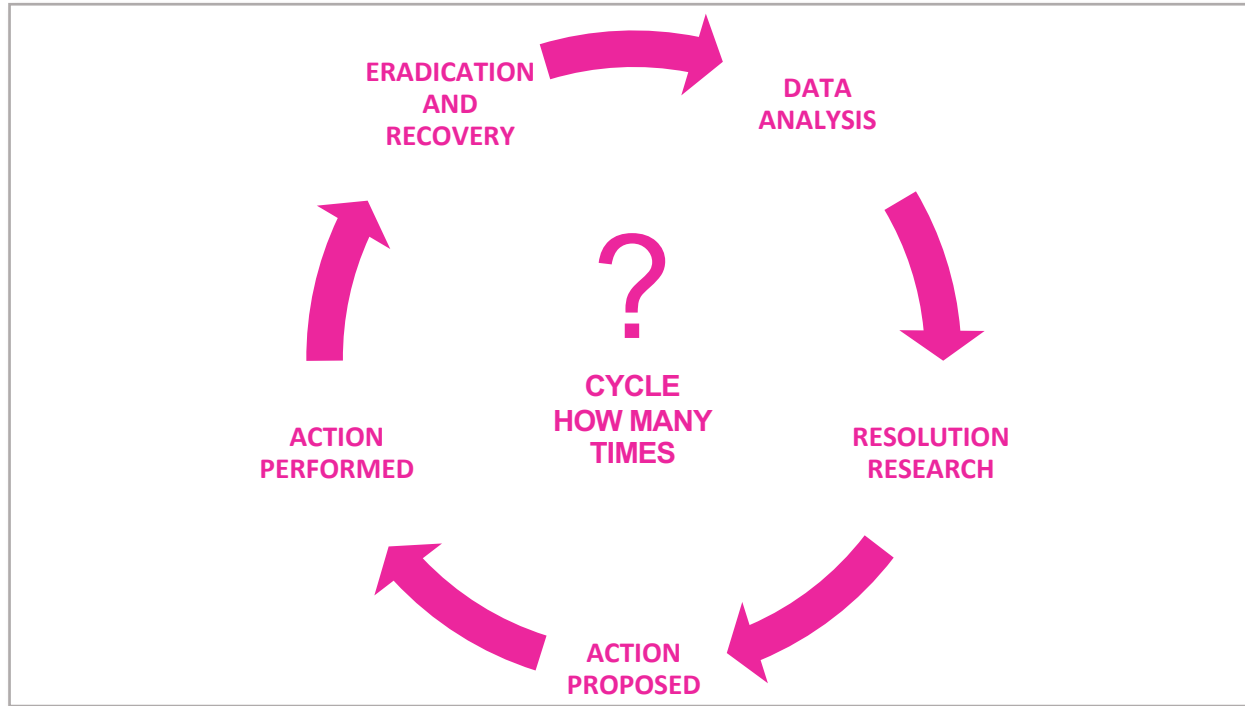 ERADICATION
AND
RECOVERY
DATA
ANALYSIS
?
CYCLE
HOW MANY
TIMES
RESOLUTION
RESEARCH
ACTION
PERFORMED
ACTION
PROPOSED